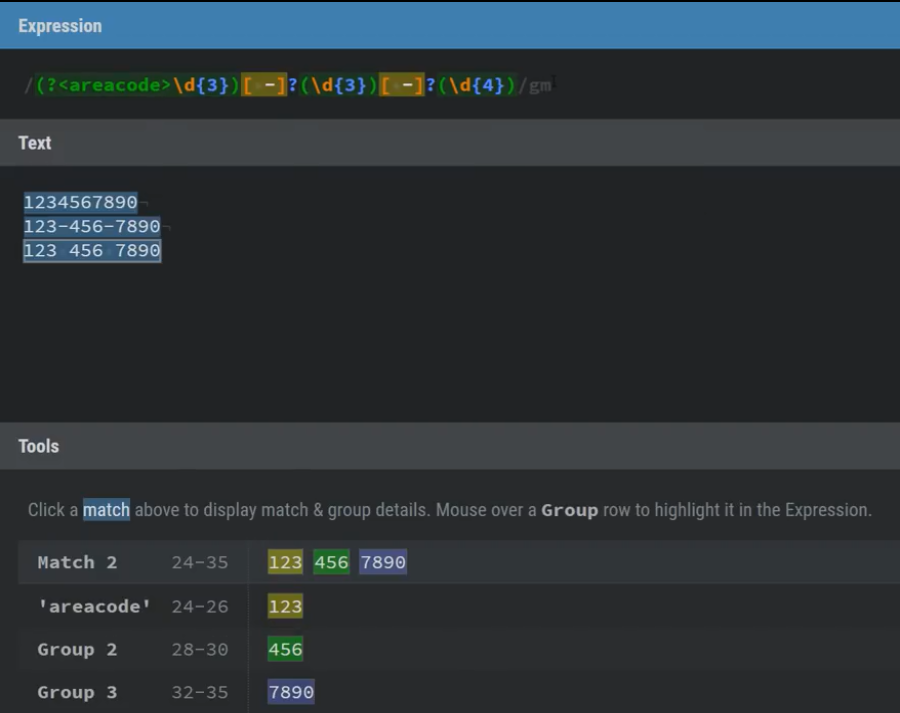 Expression
/(?<areacode>\d{3})[ -]?(\d{3})[ -]?(\d{4})/gm
Text
1234567890¬
123-456-7890¬
123 456 7890
Tools
Click a match above to display match & group details. Mouse over a Group row to highlight it in the Expression.
Match 2 24-35 123 456 7890
'areacode' 24-26 123
Group 2 28-30 456
Group 3 32-35 7890